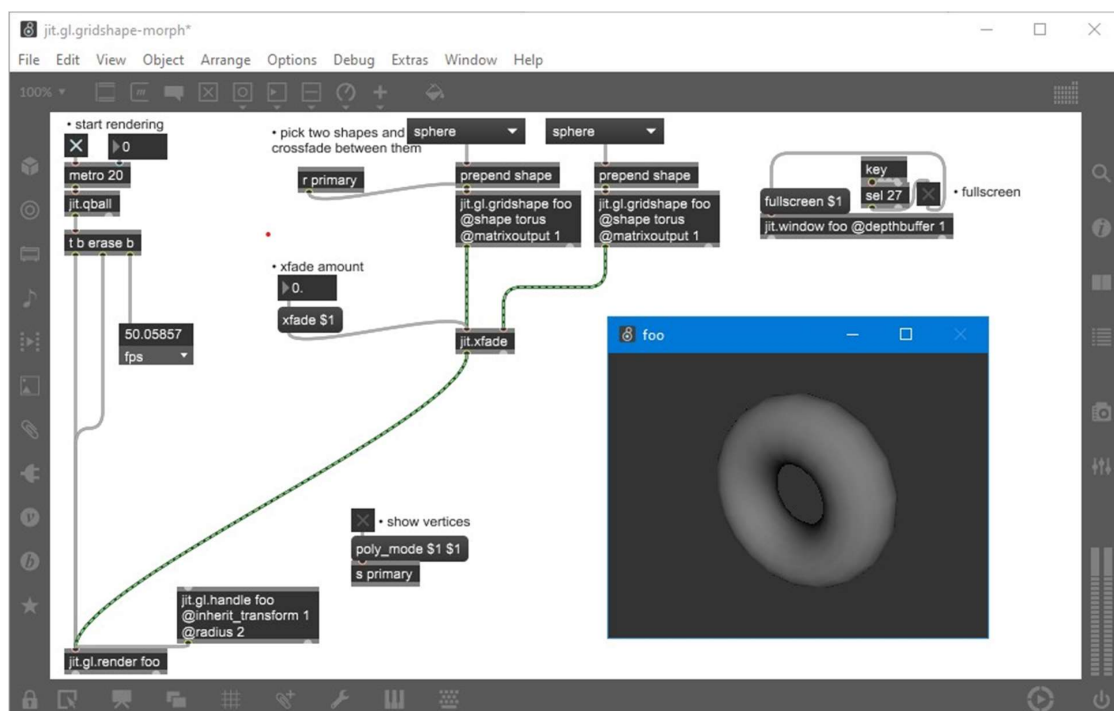 jit.gl.gridshape-morph*
File Edit View Object Arrange Options Debug Extras Window Help
100%
• start rendering
0
metro 20
jit.qball
t b erase b
50.05857
fps
• pick two shapes and
crossfade between them
sphere
sphere
r primary
prepend shape
prepend shape
jit.gl.gridshape foo
@shape torus
@matrixoutput 1
jit.gl.gridshape foo
@shape torus
@matrixoutput 1
key
sel 27
• fullscreen
fullscreen $1
jit.window foo @depthbuffer 1
• xfade amount
0.
xfade $1
jit.xfade
foo
• show vertices
poly_mode $1 $1
s primary
jit.gl.handle foo
@inherit_transform 1
@radius 2
jit.gl.render foo